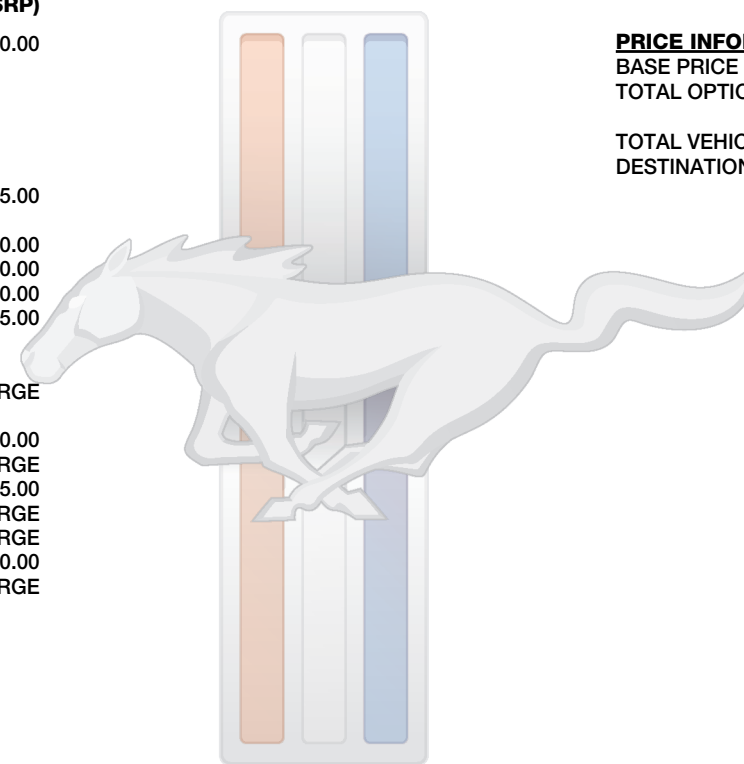 SRP)
0.00
5.00
0.00
0.00
0.00
5.00
RGE
0.00
RGE
5.00
RGE
RGE
0.00
RGE
PRICE INFO
BASE PRICE
TOTAL OPTIO
TOTAL VEHIC
DESTINATION